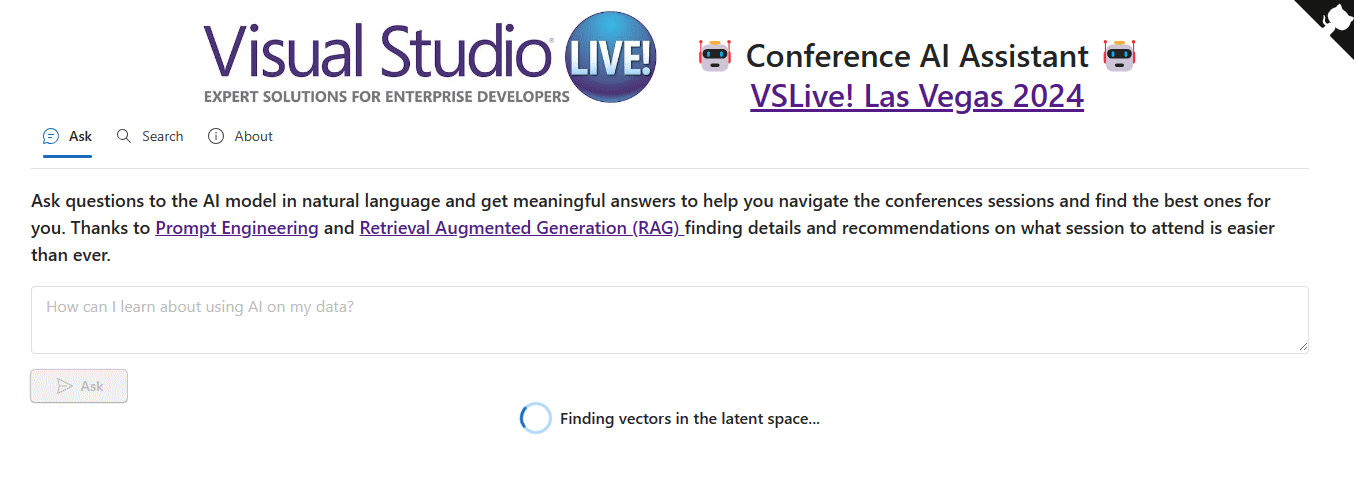 Visual Studio® LIVE!
EXPERT SOLUTIONS FOR ENTERPRISE DEVELOPERS
Conference AI Assistant
VSLive! Las Vegas 2024
Ask Search About
Ask questions to the AI model in natural language and get meaningful answers to help you navigate the conferences sessions and find the best ones for
you. Thanks to Prompt Engineering and Retrieval Augmented Generation (RAG) finding details and recommendations on what session to attend is easier
than ever.
How can I learn about using AI on my data?
Ask
Finding vectors in the latent space...